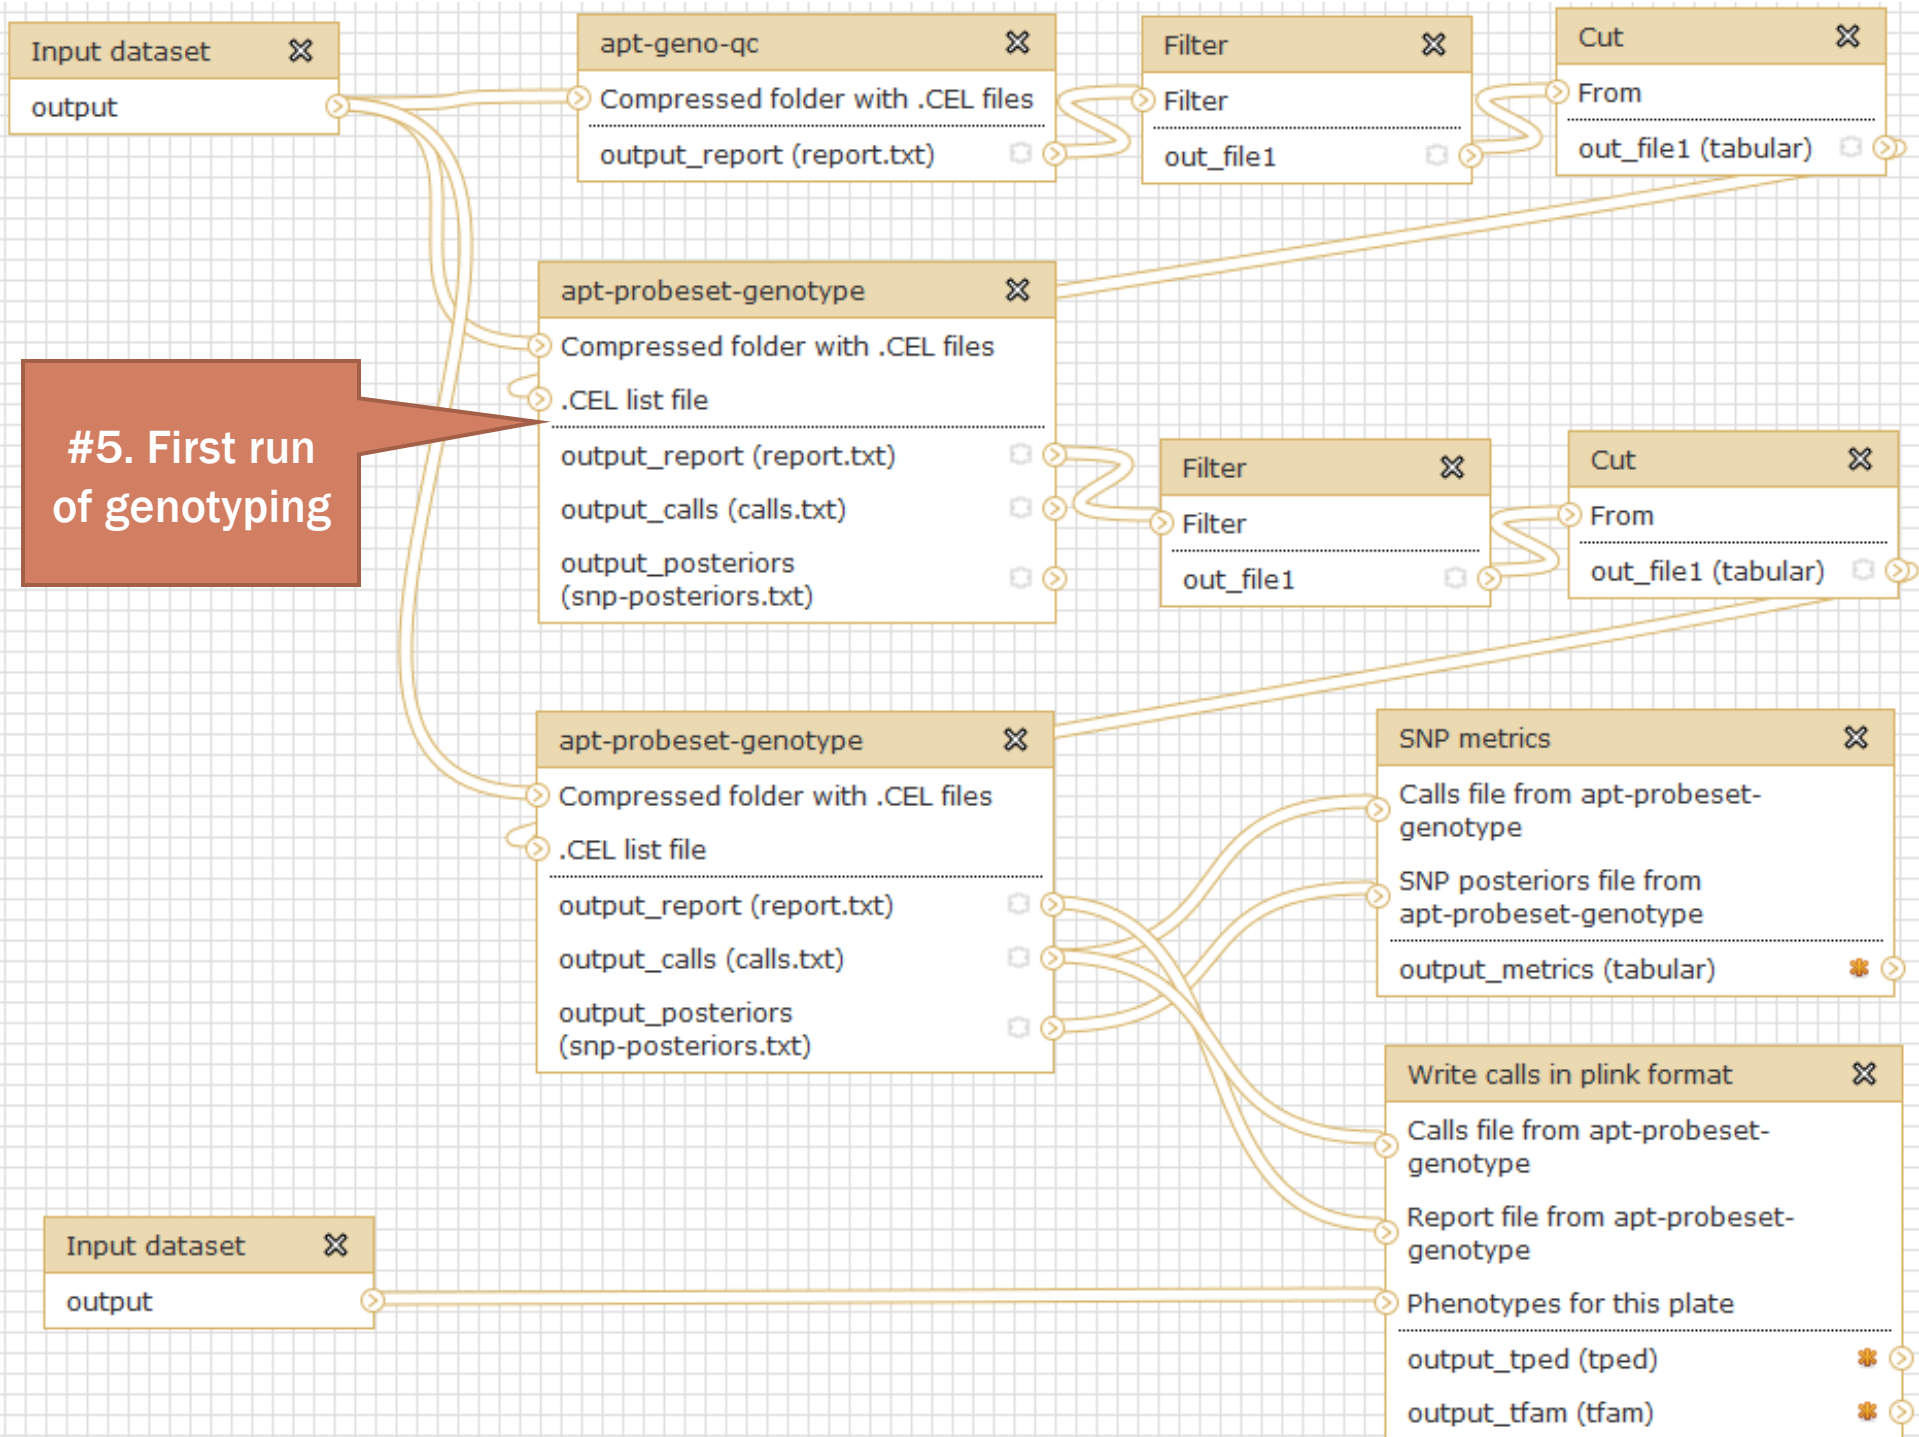 Input dataset
output
apt-geno-qc
Compressed folder with .CEL files
output_report (report.txt)
Filter
Filter
out_file1
Cut
From
out_file1 (tabular)
apt-probeset-genotype
Compressed folder with .CEL files
.CEL list file
output_report (report.txt)
output_calls (calls.txt)
output_posteriors
(snp-posteriors.txt)
#5. First run
of genotyping
Filter
Filter
out_file1
Cut
From
out_file1 (tabular)
apt-probeset-genotype
Compressed folder with .CEL files
.CEL list file
output_report (report.txt)
output_calls (calls.txt)
output_posteriors
(snp-posteriors.txt)
SNP metrics
Calls file from apt-probeset-
genotype
SNP posteriors file from
apt-probeset-genotype
output_metrics (tabular)
Write calls in plink format
Calls file from apt-probeset-
genotype
Report file from apt-probeset-
genotype
Phenotypes for this plate
output_tped (tped)
output_tfam (tfam)
Input dataset
output